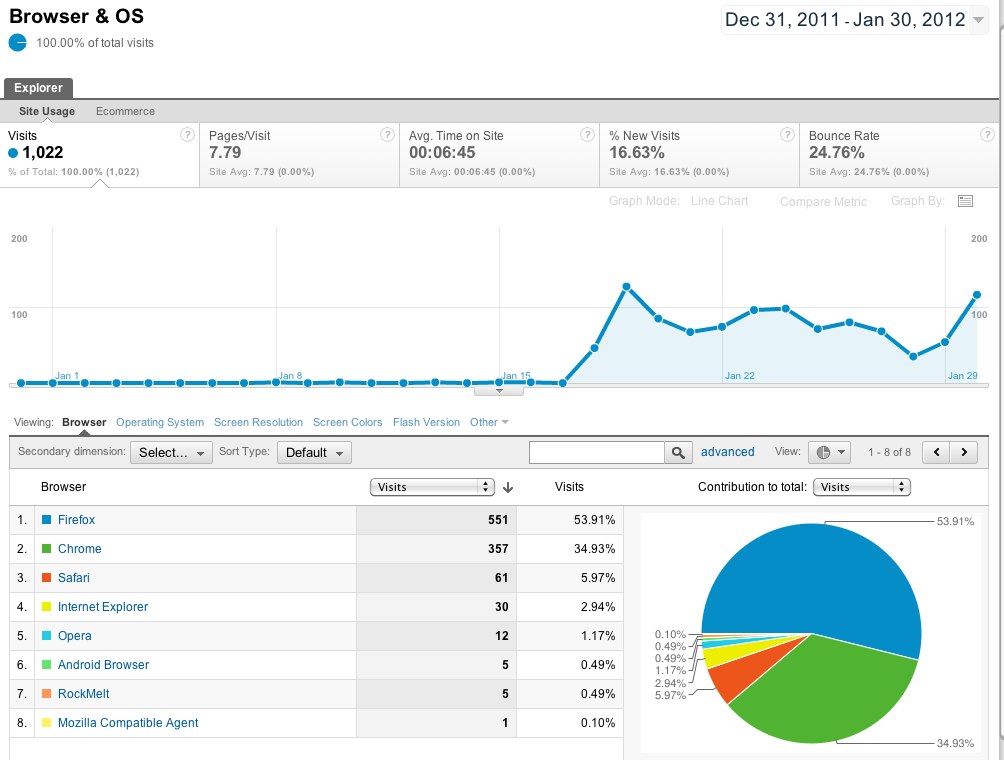 Browser & OS
Dec 31, 2011 - Jan 30, 2012
100.00% of total visits
Explorer
Site Usage Ecommerce
Visits ? Pages/Visit ? Avg. Time on Site ? % New Visits ? Bounce Rate ?
1,022 7.79 00:06:45 16.63% 24.76%
% of Total: 100.00% (1,022) Site Avg: 7.79 (0.00%) Site Avg: 00:06:45 (0.00%) Site Avg: 16.63% (0.00%) Site Avg: 24.76% (0.00%)
Graph Mode: Line Chart Compare Metric Graph By:
200 200
100 100
Jan 1 Jan 8 Jan 15 Jan 22 Jan 29
Viewing: Browser Operating System Screen Resolution Screen Colors Flash Version Other
Secondary dimension: Select... Sort Type: Default advanced View: 1 - 8 of 8
Browser Visits Visits Contribution to total: Visits
1. Firefox 551 53.91%
2. Chrome 357 34.93%
3. Safari 61 5.97%
4. Internet Explorer 30 2.94%
5. Opera 12 1.17%
6. Android Browser 5 0.49%
7. RockMelt 5 0.49%
8. Mozilla Compatible Agent 1 0.10%
53.91%
0.10%
0.49%
0.49%
1.17%
2.94%
5.97%
34.93%